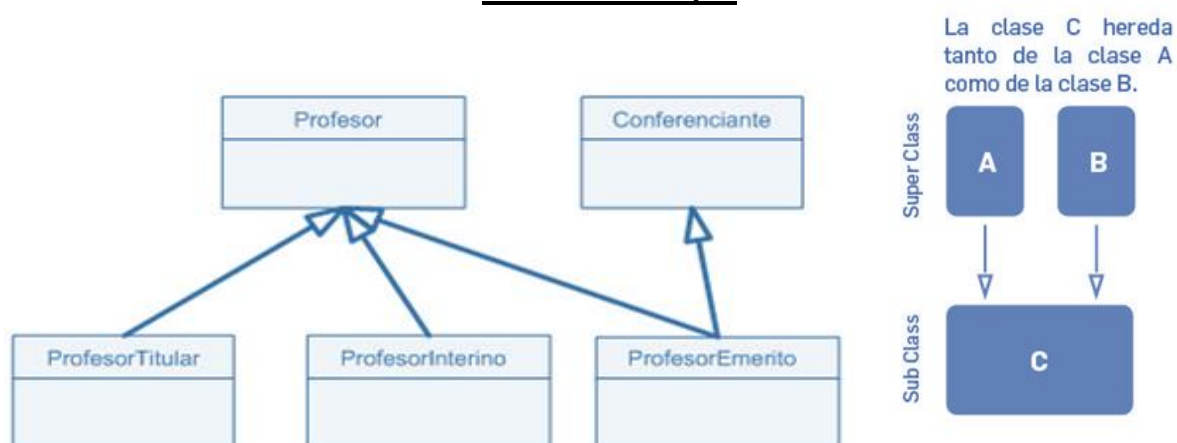 La clase C hereda
tanto de la clase A
como de la clase B.
Profesor
Conferenciante
ProfesorTitular
ProfesorInterino
ProfesorEmerito
Super Class
A
B
Sub Class
C